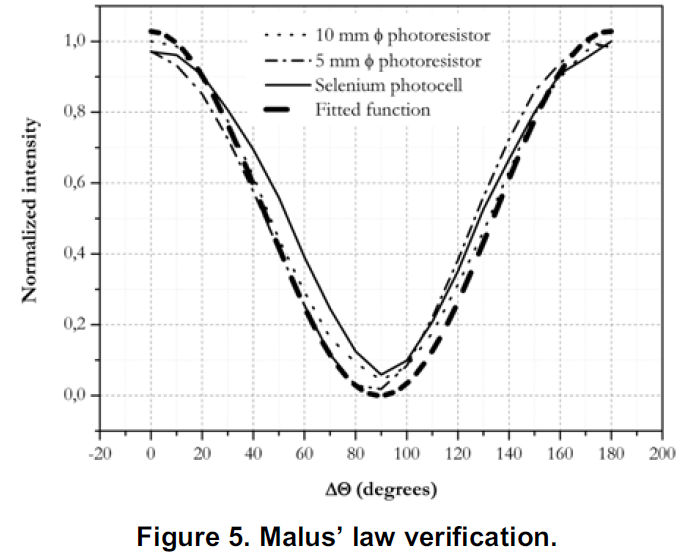 1,0
0,8
0,6
0,4
0,2
0,0
Normalized intensity
10 mm ϕ photoresistor
5 mm ϕ photoresistor
Selenium photocell
Fitted function
-20 0 20 40 60 80 100 120 140 160 180 200
ΔΘ (degrees)
Figure 5. Malus’ law verification.